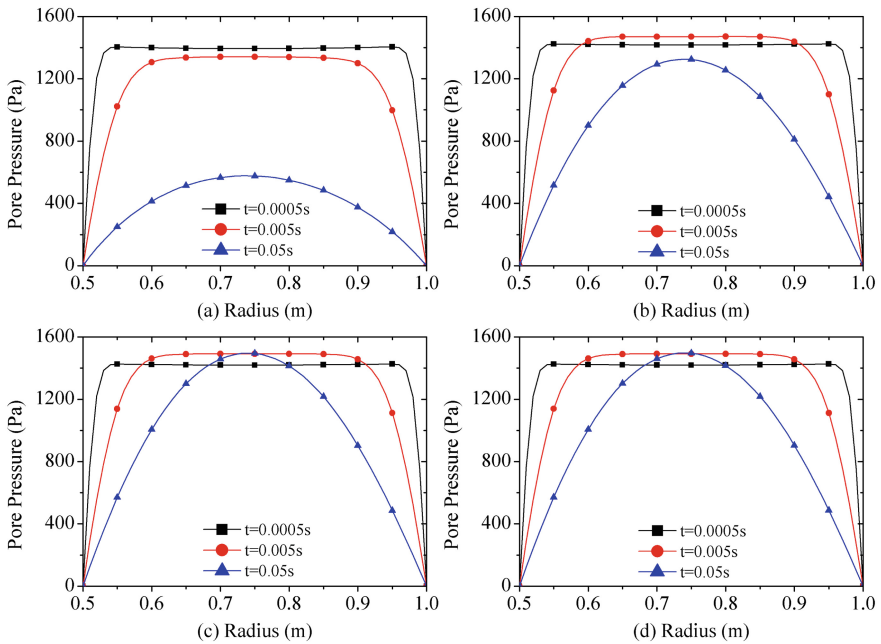 1600
1200
800
400
0
Pore Pressure (Pa)
t=0.0005s
t=0.005s
t=0.05s
0.5 0.6 0.7 0.8 0.9 1.0
(a) Radius (m)
1600
1200
800
400
0
Pore Pressure (Pa)
t=0.0005s
t=0.005s
t=0.05s
0.5 0.6 0.7 0.8 0.9 1.0
(b) Radius (m)
1600
1200
800
400
0
Pore Pressure (Pa)
t=0.0005s
t=0.005s
t=0.05s
0.5 0.6 0.7 0.8 0.9 1.0
(c) Radius (m)
1600
1200
800
400
0
Pore Pressure (Pa)
t=0.0005s
t=0.005s
t=0.05s
0.5 0.6 0.7 0.8 0.9 1.0
(d) Radius (m)